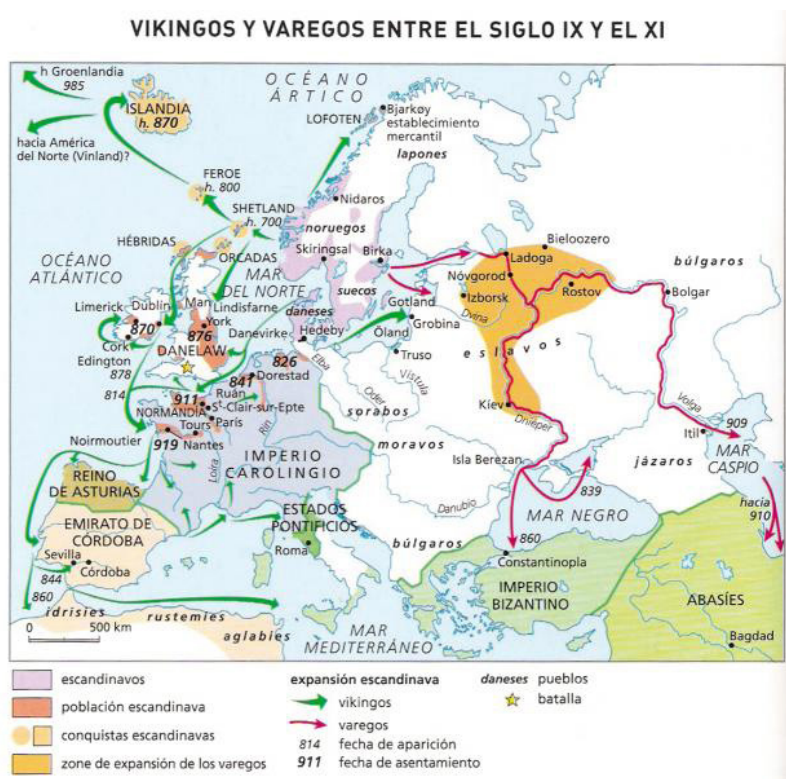 VIKINGOS Y VAREGOS ENTRE EL SIGLO IX Y EL XI
h Groenlandia
985
ISLANDIA
h. 870
hacia América
del Norte (Vinland)?
OCÉANO
ÁRTICO
LOFOTEN
Bjarkøy
establecimiento
mercantil
lapones
FEROE
h. 800
SHETLAND
h. 700
Nidaros
noruegos
HÉBRIDAS
ORCADAS
Skiringsal
Birka
OCÉANO
ATLÁNTICO
MAR
DEL NORTE
suecos
Ladoga
Bieloozero
Nóvgorod
Izborsk
Rostov
búlgaros
Bolgar
Limerick
Dublín
Man
Lindisfarne
daneses
Gotland
Grobina
Dvina
870
York
876
Danevirke
Hedeby
Öland
Cork
DANELAW
Edington
878
814
826
Elba
Truso
eslavos
841
Dorestad
Vístula
Oder
911
Ruán
NORMANDÍA
St-Clair-sur-Epte
París
Rin
sorabos
Kíev
Dniéper
Volga
Tours
Noirmoutier
919
Nantes
moravos
909
Itil
MAR
CASPIO
Loira
IMPERIO
CAROLINGIO
Isla Berezan
jázaros
REINO
DE ASTURIAS
839
hacia
910
EMIRATO DE
CÓRDOBA
ESTADOS
PONTIFICIOS
Danubio
MAR NEGRO
Roma
búlgaros
860
Constantinopla
Sevilla
Córdoba
844
860
IMPERIO
BIZANTINO
ABASÍES
idrisíes
rustemíes
aglabíes
MAR
MEDITERRÁNEO
Bagdad
0 500 km
escandinavos
población escandinava
conquistas escandinavas
zone de expansión de los varegos
expansión escandinava
vikingos
varegos
814 fecha de aparición
911 fecha de asentamiento
daneses pueblos
batalla